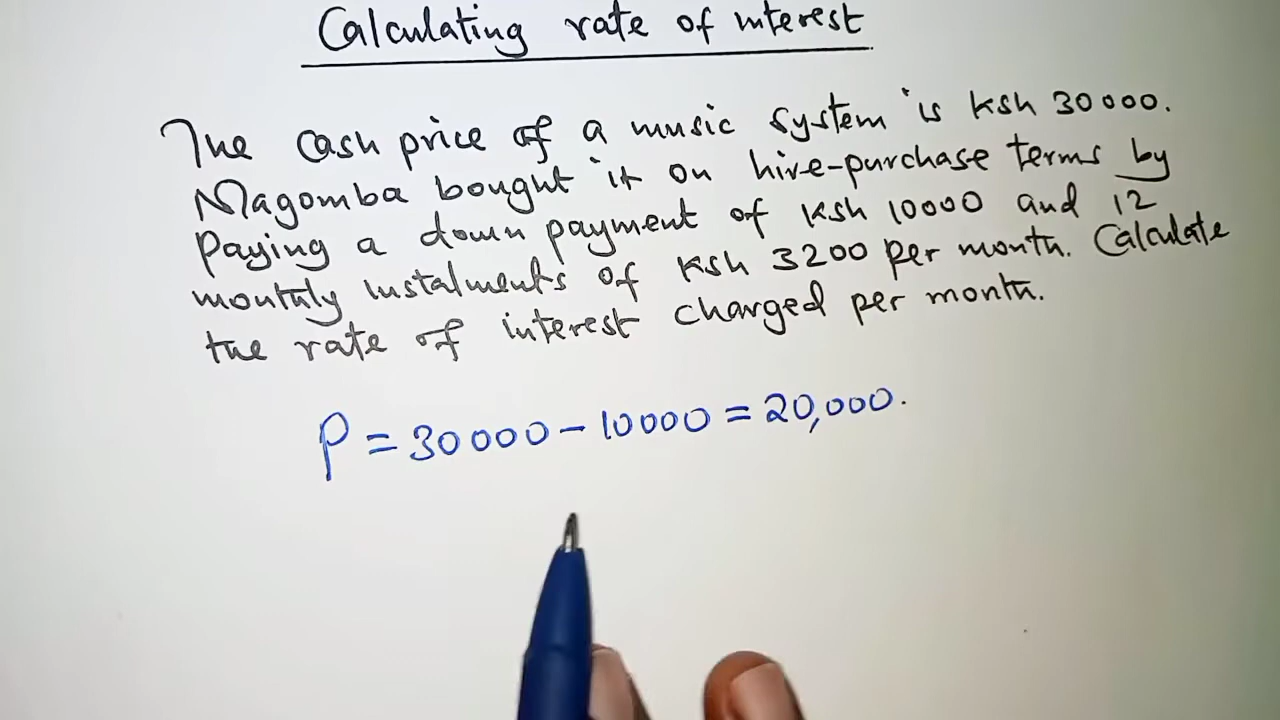 Calculating rate of interest
The cash price of a music system is Ksh 30000.
Magomba bought it on hire-purchase terms by
paying a down payment of Ksh 10000 and 12
monthly instalments of Ksh 3200 per month. Calculate
the rate of interest charged per month.
P = 30000 - 10000 = 20,000.